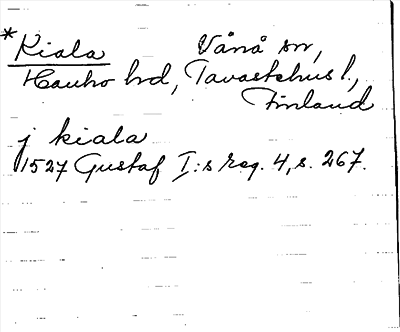 *Kiala Vånå sn,
Hauho hd, Tavastehus l.,
Finland
j kiala
1527 Gustaf I:s reg. 4, s. 267.